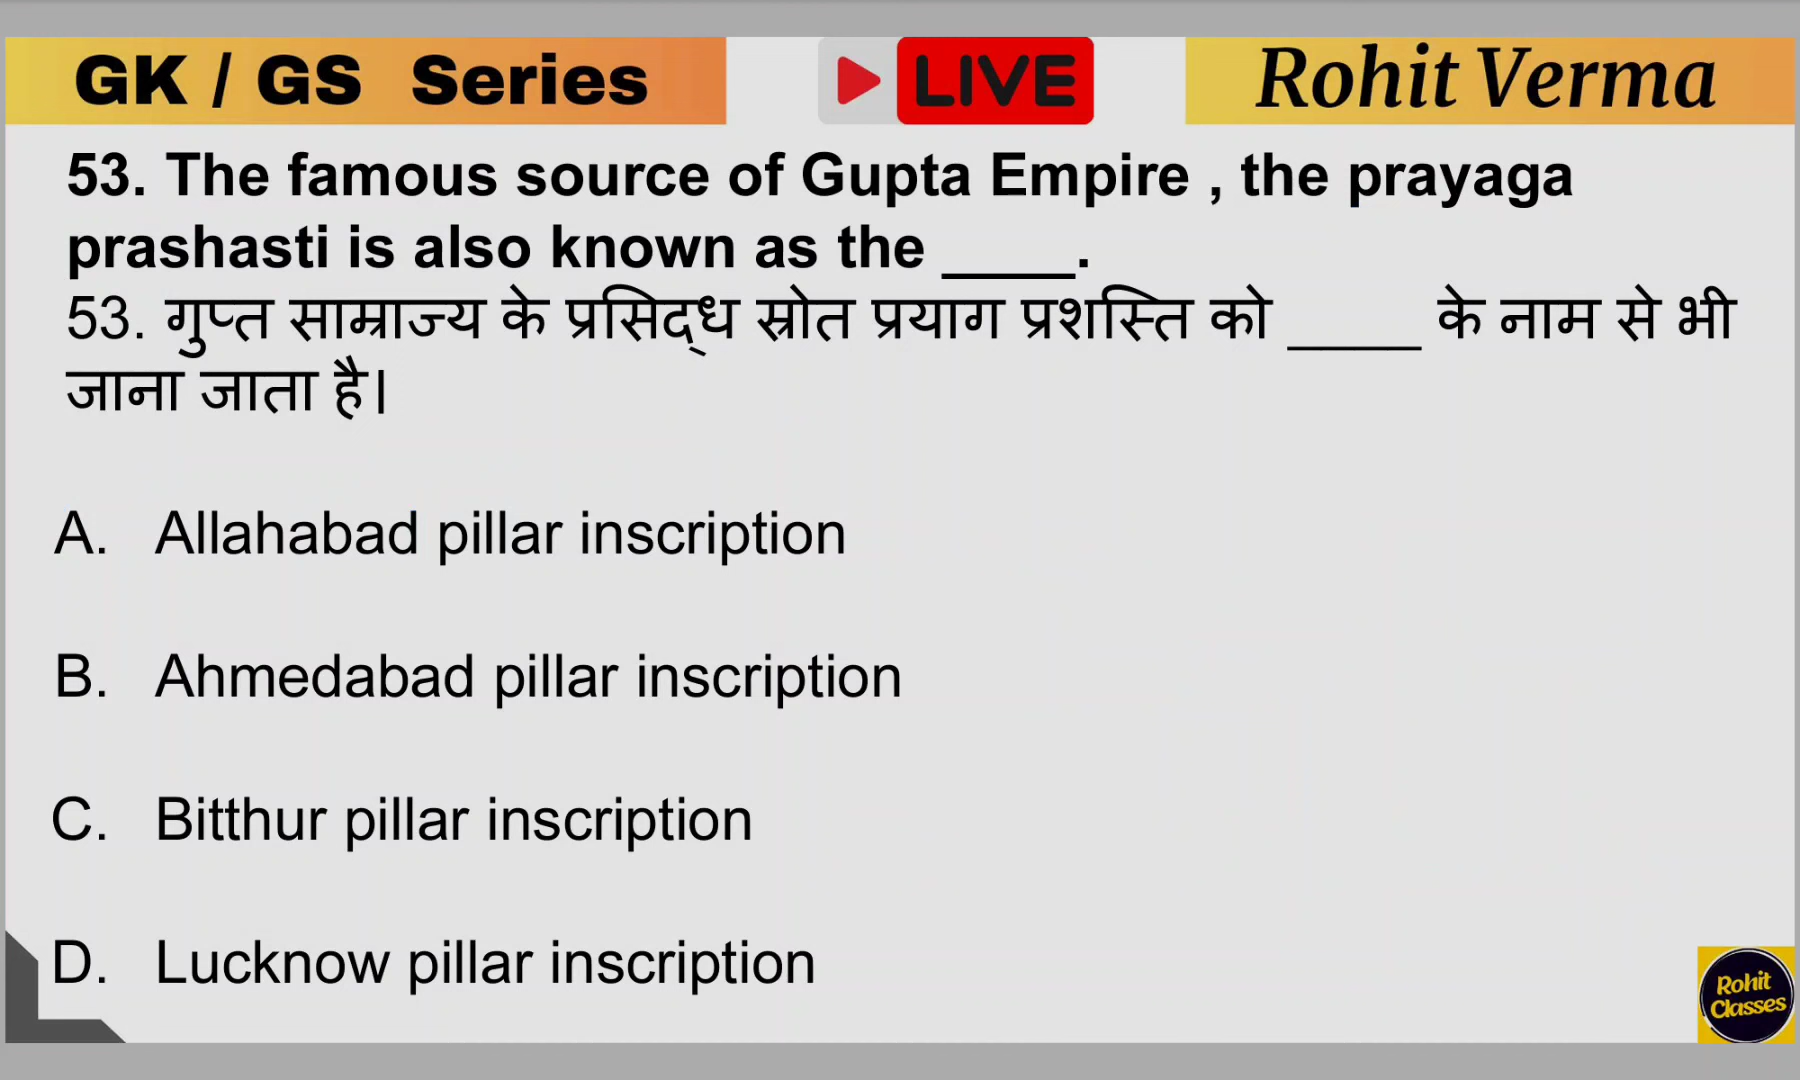 GK / GS Series
LIVE
Rohit Verma
53. The famous source of Gupta Empire , the prayaga
prashasti is also known as the ____.
53. गुप्त साम्राज्य के प्रसिद्ध स्रोत प्रयाग प्रशस्ति को ____ के नाम से भी
जाना जाता है।
A. Allahabad pillar inscription
B. Ahmedabad pillar inscription
C. Bitthur pillar inscription
D. Lucknow pillar inscription
Rohit
Classes